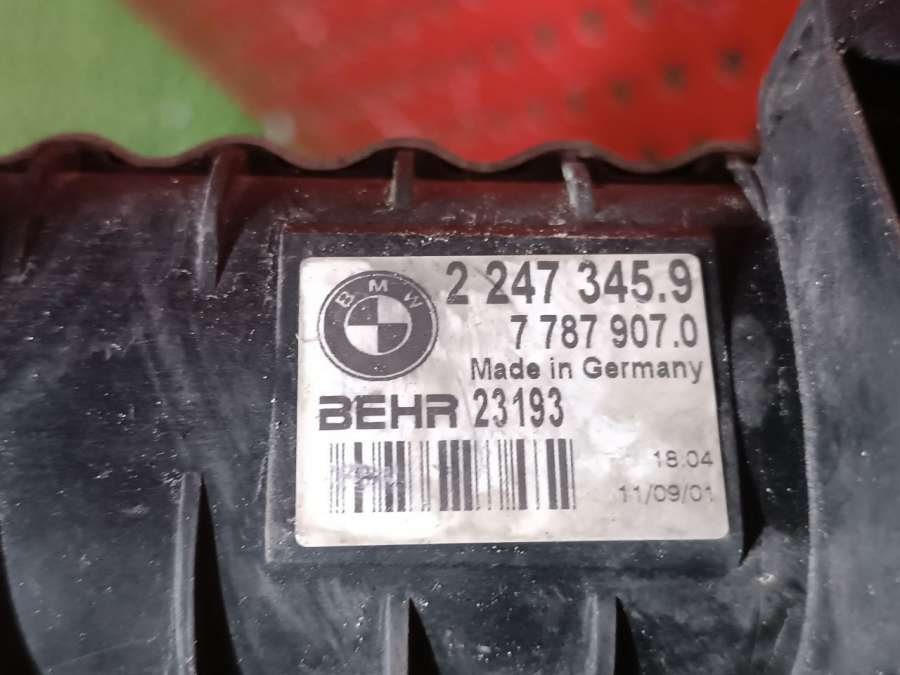 BMW
2 247 345.9
7 787 907.0
Made in Germany
BEHR 23193
18.04
11/09/01